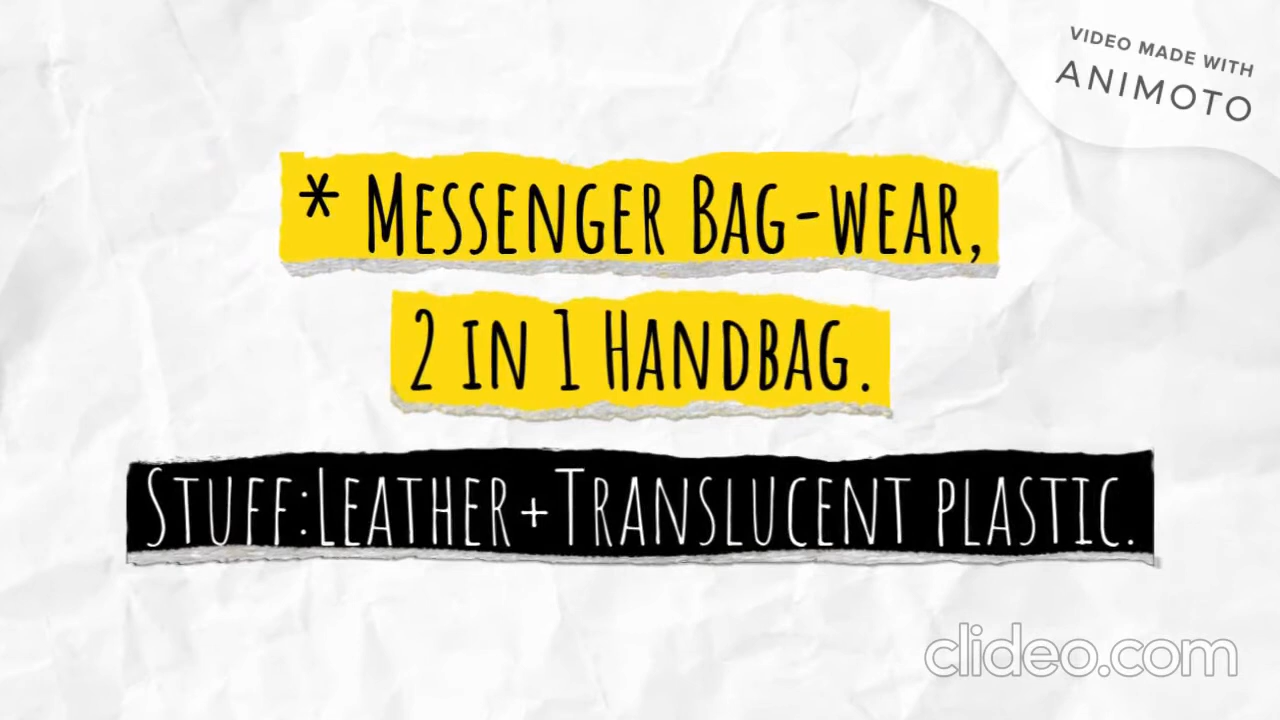 VIDEO MADE WITH
ANIMOTO
* MESSENGER BAG-WEAR,
2 IN 1 HANDBAG.
STUFF:LEATHER+TRANSLUCENT PLASTIC.
clideo.com